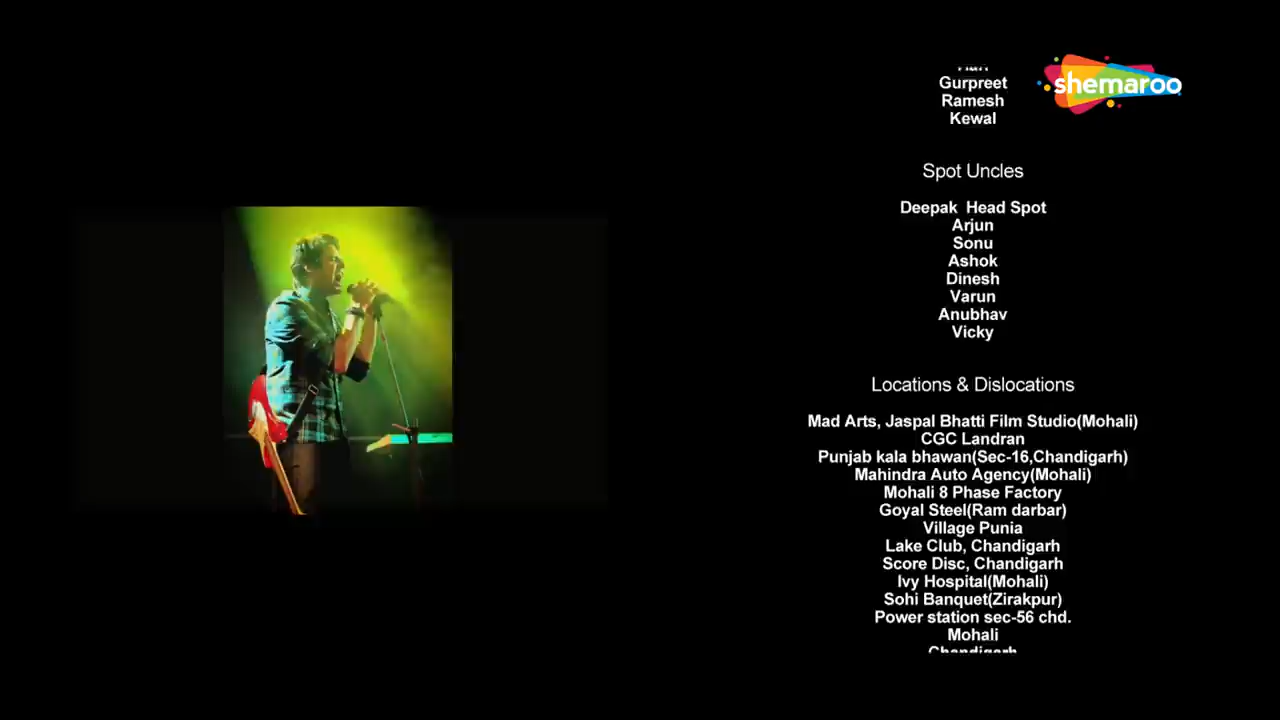 shemaroo
Gurpreet
Ramesh
Kewal
Spot Uncles
Deepak Head Spot
Arjun
Sonu
Ashok
Dinesh
Varun
Anubhav
Vicky
Locations & Dislocations
Mad Arts, Jaspal Bhatti Film Studio(Mohali)
CGC Landran
Punjab kala bhawan(Sec-16,Chandigarh)
Mahindra Auto Agency(Mohali)
Mohali 8 Phase Factory
Goyal Steel(Ram darbar)
Village Punia
Lake Club, Chandigarh
Score Disc, Chandigarh
Ivy Hospital(Mohali)
Sohi Banquet(Zirakpur)
Power station sec-56 chd.
Mohali
Chandigarh